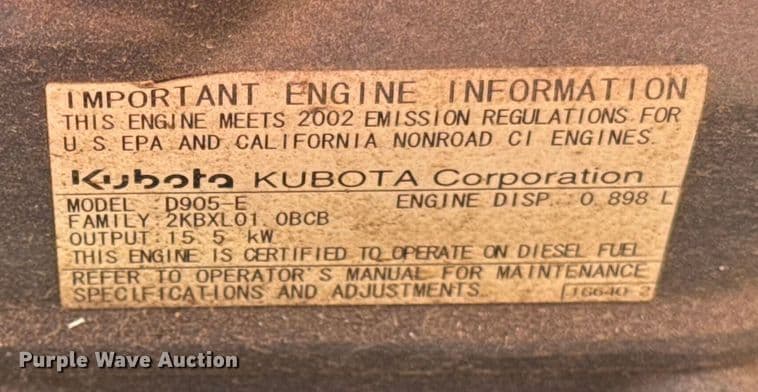 IMPORTANT ENGINE INFORMATION
THIS ENGINE MEETS 2002 EMISSION REGULATIONS FOR
U.S. EPA AND CALIFORNIA NONROAD CI ENGINES.
Kubota KUBOTA Corporation
MODEL :D905-E ENGINE DISP.:0.898 L
FAMILY:2KBXL01.0BCB
OUTPUT:15.5 kW
THIS ENGINE IS CERTIFIED TO OPERATE ON DIESEL FUEL
REFER TO OPERATOR'S MANUAL FOR MAINTENANCE
SPECIFICATIONS AND ADJUSTMENTS.
Purple Wave Auction